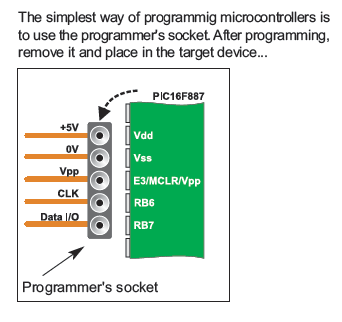 The simplest way of programmig microcontrollers is
to use the programmer's socket. After programming,
remove it and place in the target device...
PIC16F887
+5V
Vdd
0V
Vss
Vpp
E3/MCLR/Vpp
CLK
RB6
Data I/O
RB7
Programmer's socket